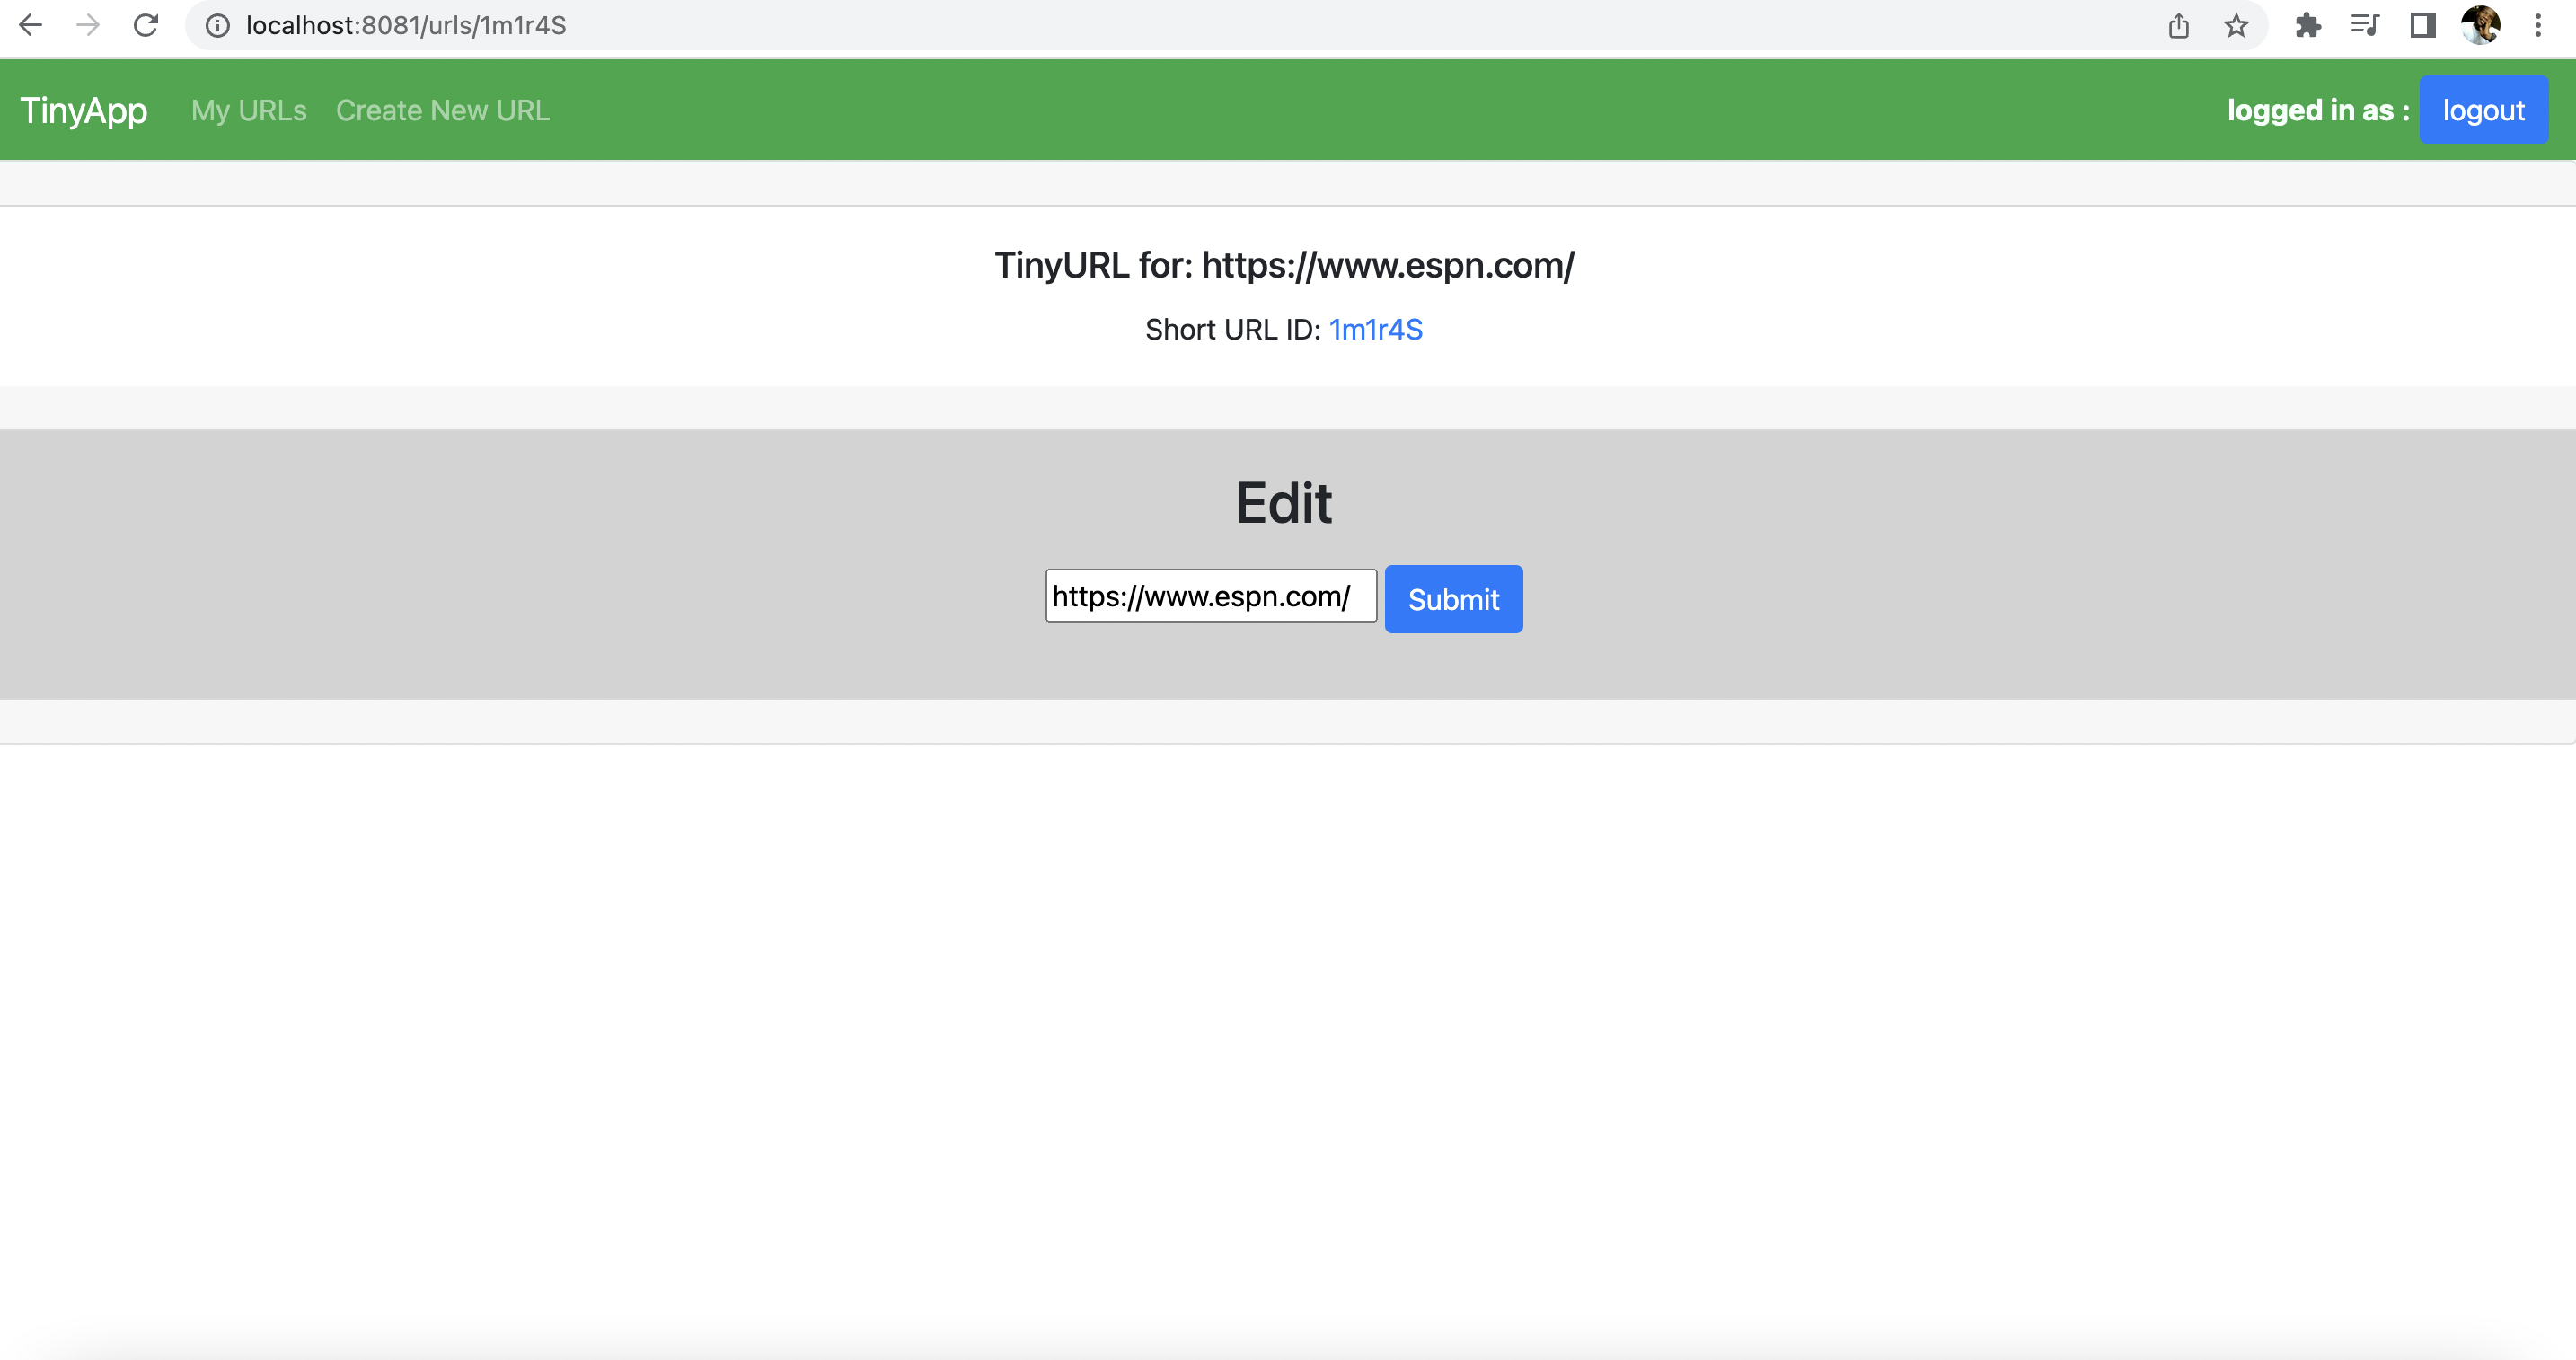 localhost:8081/urls/1m1r4S
TinyApp My URLs Create New URL logged in as : logout
TinyURL for: https://www.espn.com/
Short URL ID: 1m1r4S
Edit
https://www.espn.com/ Submit